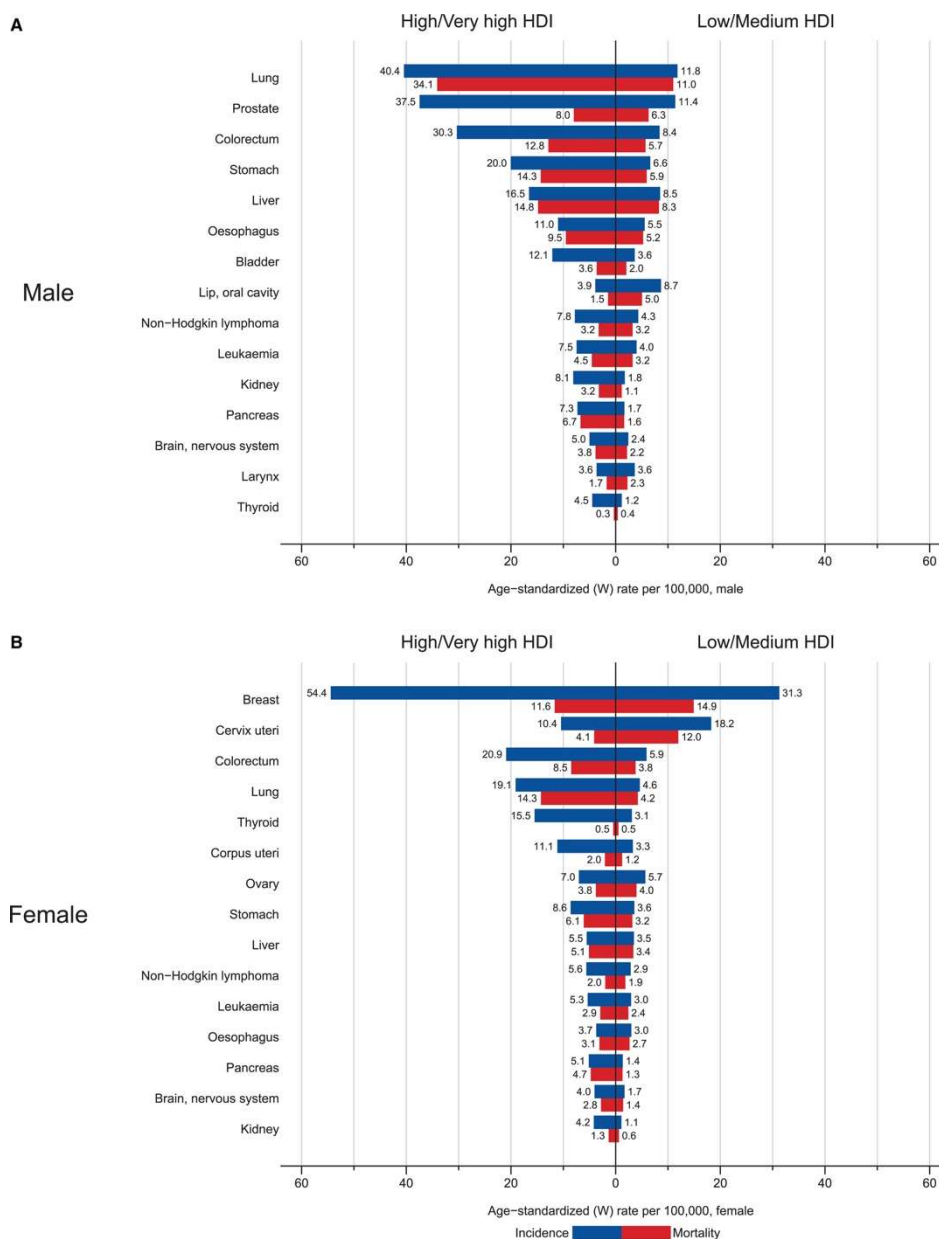 A
High/Very high HDI Low/Medium HDI
Male
Lung 40.4 11.8
34.1 11.0
Prostate 37.5 11.4
8.0 6.3
Colorectum 30.3 8.4
12.8 5.7
Stomach 20.0 6.6
14.3 5.9
Liver 16.5 8.5
14.8 8.3
Oesophagus 11.0 5.5
9.5 5.2
Bladder 12.1 3.6
3.6 2.0
Lip, oral cavity 3.9 8.7
1.5 5.0
Non−Hodgkin lymphoma 7.8 4.3
3.2 3.2
Leukaemia 7.5 4.0
4.5 3.2
Kidney 8.1 1.8
3.2 1.1
Pancreas 7.3 1.7
6.7 1.6
Brain, nervous system 5.0 2.4
3.8 2.2
Larynx 3.6 3.6
1.7 2.3
Thyroid 4.5 1.2
0.3 0.4
60 40 20 0 20 40 60
Age−standardized (W) rate per 100,000, male
B
High/Very high HDI Low/Medium HDI
Female
Breast 54.4 31.3
11.6 14.9
Cervix uteri 10.4 18.2
4.1 12.0
Colorectum 20.9 5.9
8.5 3.8
Lung 19.1 4.6
14.3 4.2
Thyroid 15.5 3.1
0.5 0.5
Corpus uteri 11.1 3.3
2.0 1.2
Ovary 7.0 5.7
3.8 4.0
Stomach 8.6 3.6
6.1 3.2
Liver 5.5 3.5
5.1 3.4
Non−Hodgkin lymphoma 5.6 2.9
2.0 1.9
Leukaemia 5.3 3.0
2.9 2.4
Oesophagus 3.7 3.0
3.1 2.7
Pancreas 5.1 1.4
4.7 1.3
Brain, nervous system 4.0 1.7
2.8 1.4
Kidney 4.2 1.1
1.3 0.6
60 40 20 0 20 40 60
Age−standardized (W) rate per 100,000, female
Incidence Mortality